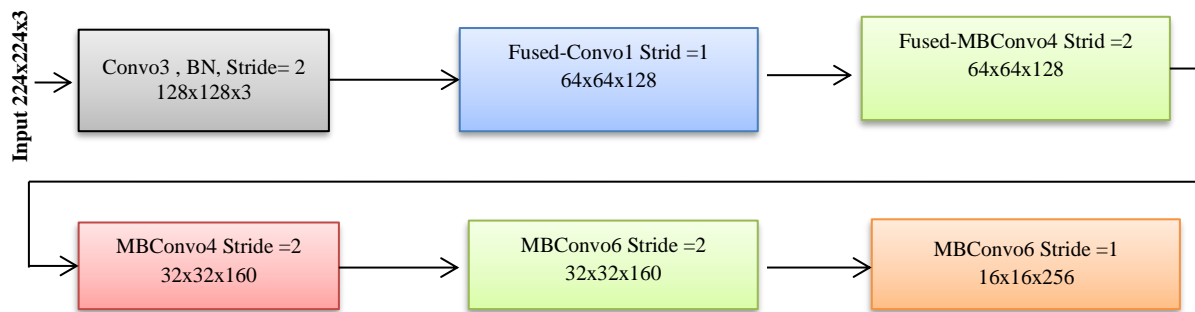 Input 224x224x3
Convo3 , BN, Stride= 2
128x128x3
Fused-Convo1 Strid =1
64x64x128
Fused-MBConvo4 Strid =2
64x64x128
MBConvo4 Stride =2
32x32x160
MBConvo6 Stride =2
32x32x160
MBConvo6 Stride =1
16x16x256